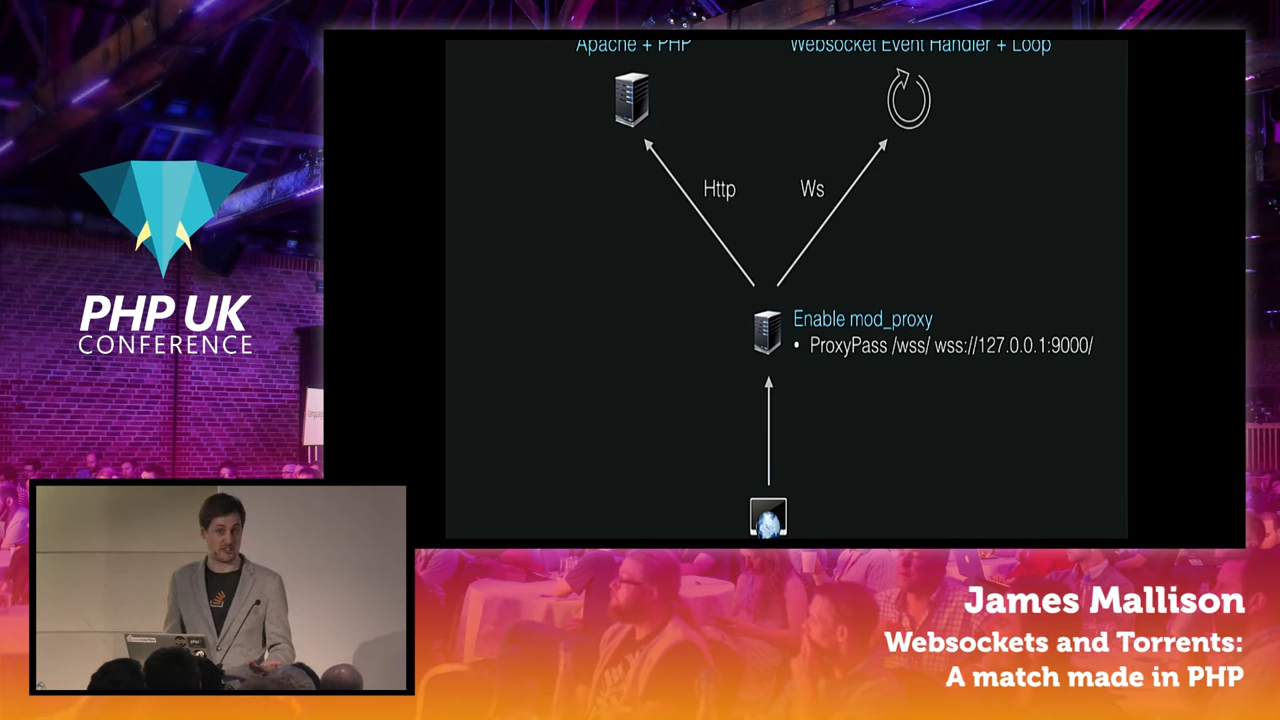 Apache + PHP
Websocket Event Handler + Loop
Http
Ws
Enable mod_proxy
• ProxyPass /wss/ wss://127.0.0.1:9000/
PHP UK
CONFERENCE
James Mallison
Websockets and Torrents:
A match made in PHP